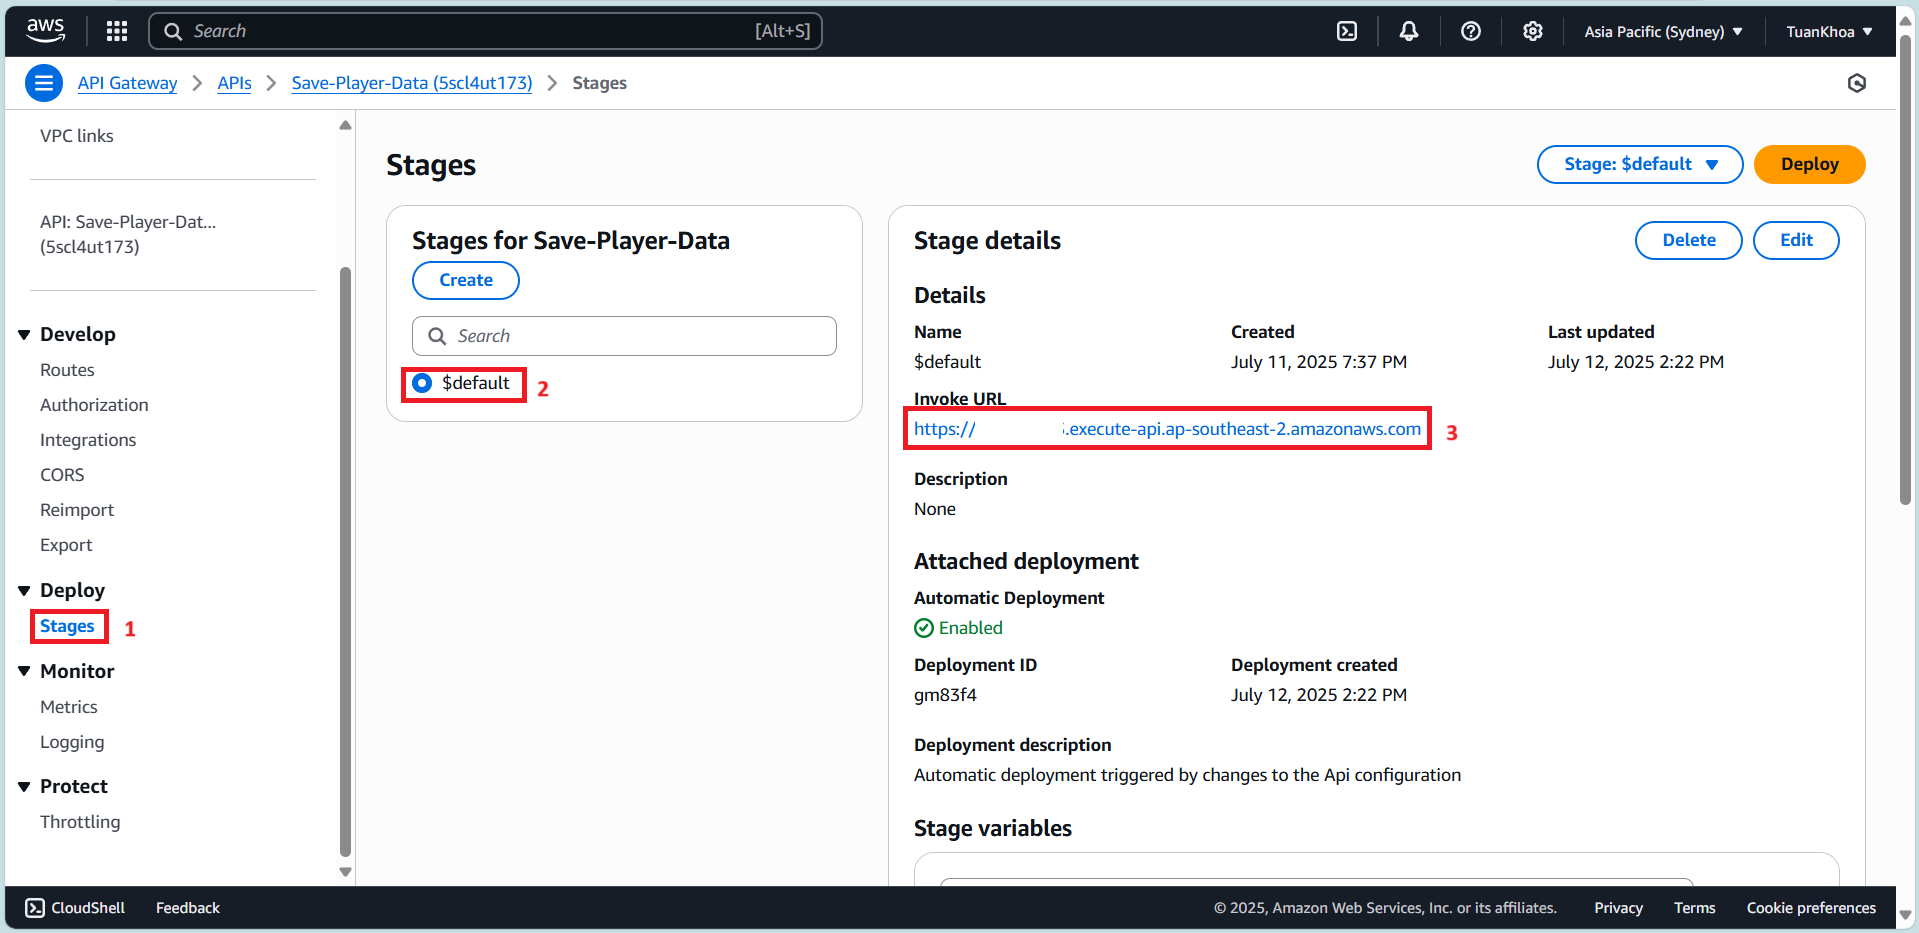 aws
Search [Alt+S]
Asia Pacific (Sydney)
TuanKhoa
API Gateway > APIs > Save-Player-Data (5scl4ut173) > Stages
VPC links
API: Save-Player-Dat...
(5scl4ut173)
Develop
Routes
Authorization
Integrations
CORS
Reimport
Export
Deploy
Stages 1
Monitor
Metrics
Logging
Protect
Throttling
Stages
Stage: $default
Deploy
Stages for Save-Player-Data
Create
Search
$default 2
Stage details
Delete
Edit
Details
Name Created Last updated
$default July 11, 2025 7:37 PM July 12, 2025 2:22 PM
Invoke URL
https:// .execute-api.ap-southeast-2.amazonaws.com 3
Description
None
Attached deployment
Automatic Deployment
Enabled
Deployment ID Deployment created
gm83f4 July 12, 2025 2:22 PM
Deployment description
Automatic deployment triggered by changes to the Api configuration
Stage variables
CloudShell Feedback © 2025, Amazon Web Services, Inc. or its affiliates. Privacy Terms Cookie preferences